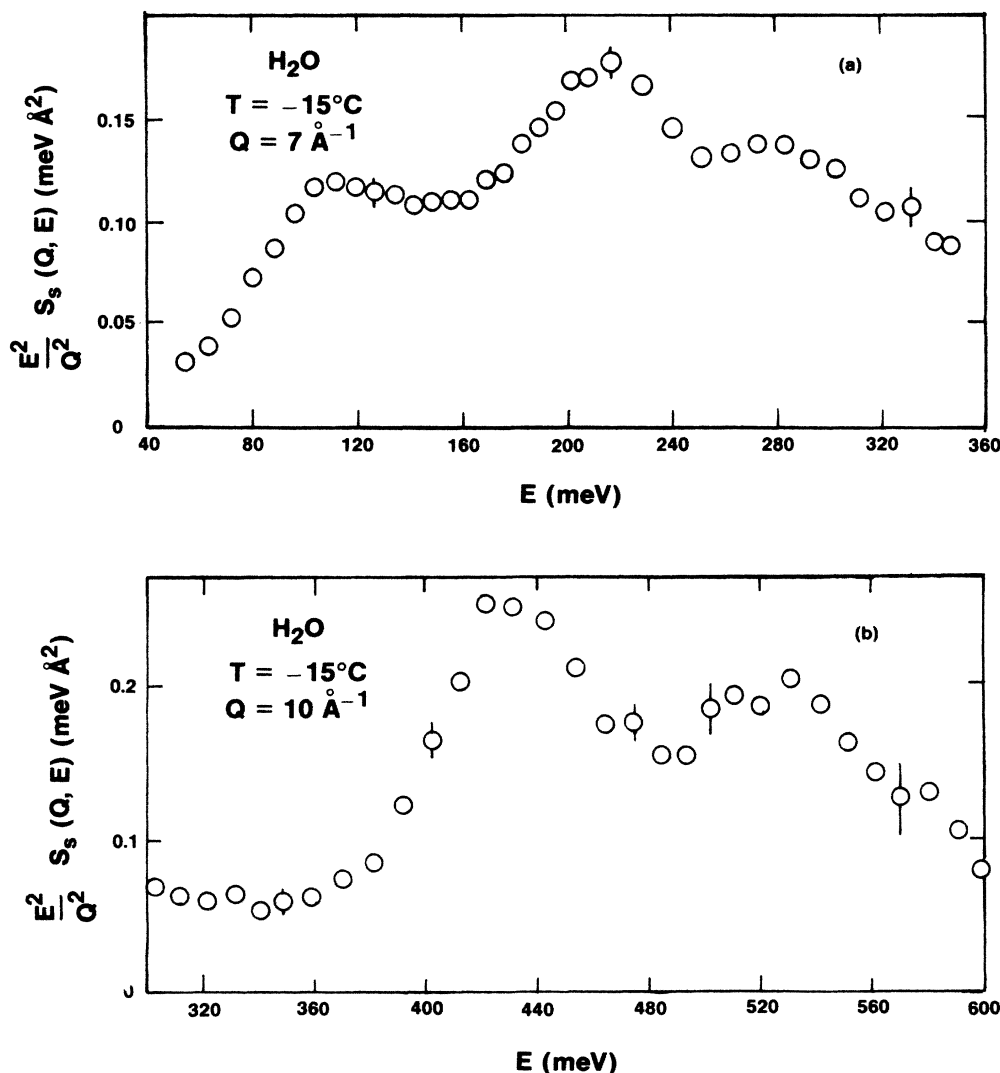 H2O
T = −15°C
Q = 7 Å−1
(a)
E2/Q2 Ss (Q, E) (meV Å2)
0.15
0.10
0.05
0
40 80 120 160 200 240 280 320 360
E (meV)
H2O
T = −15°C
Q = 10 Å−1
(b)
E2/Q2 Ss (Q, E) (meV Å2)
0.2
0.1
320 360 400 440 480 520 560 600
E (meV)